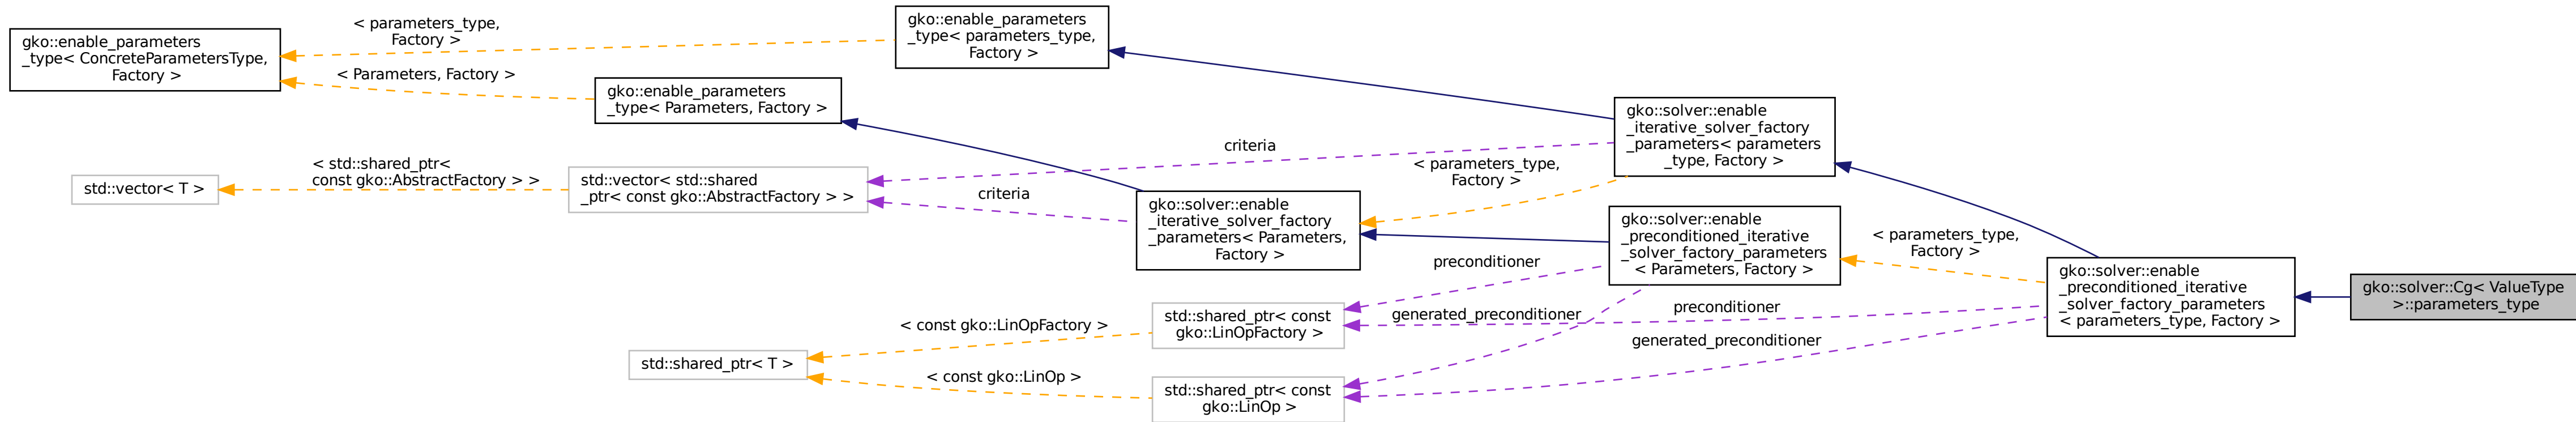 gko::enable_parameters
_type< ConcreteParametersType,
Factory >
< parameters_type,
Factory >
< Parameters, Factory >
gko::enable_parameters
_type< parameters_type,
Factory >
gko::enable_parameters
_type< Parameters, Factory >
std::vector< T >
< std::shared_ptr<
const gko::AbstractFactory > >
std::vector< std::shared
_ptr< const gko::AbstractFactory > >
criteria
criteria
gko::solver::enable
_iterative_solver_factory
_parameters< Parameters,
Factory >
< parameters_type,
Factory >
gko::solver::enable
_iterative_solver_factory
_parameters< parameters
_type, Factory >
gko::solver::enable
_preconditioned_iterative
_solver_factory_parameters
< Parameters, Factory >
< parameters_type,
Factory >
gko::solver::enable
_preconditioned_iterative
_solver_factory_parameters
< parameters_type, Factory >
gko::solver::Cg< ValueType
>::parameters_type
preconditioner
generated_preconditioner
preconditioner
generated_preconditioner
std::shared_ptr< const
gko::LinOpFactory >
< const gko::LinOpFactory >
std::shared_ptr< T >
< const gko::LinOp >
std::shared_ptr< const
gko::LinOp >